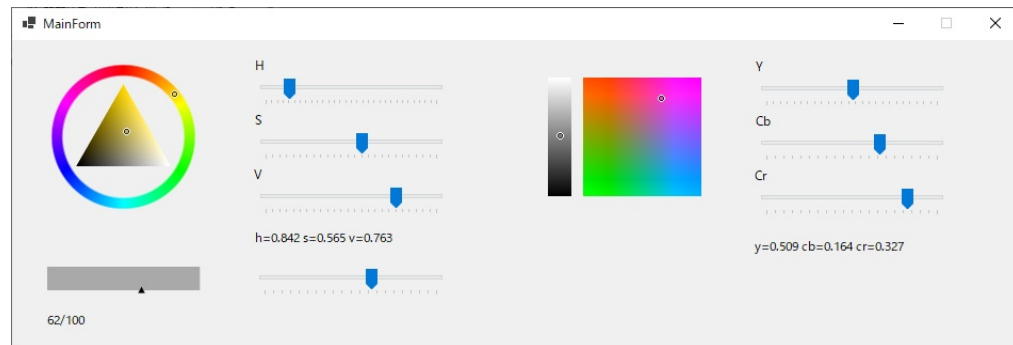 MainForm
H
S
V
h=0.842 s=0.565 v=0.763
62/100
Y
Cb
Cr
y=0.509 cb=0.164 cr=0.327